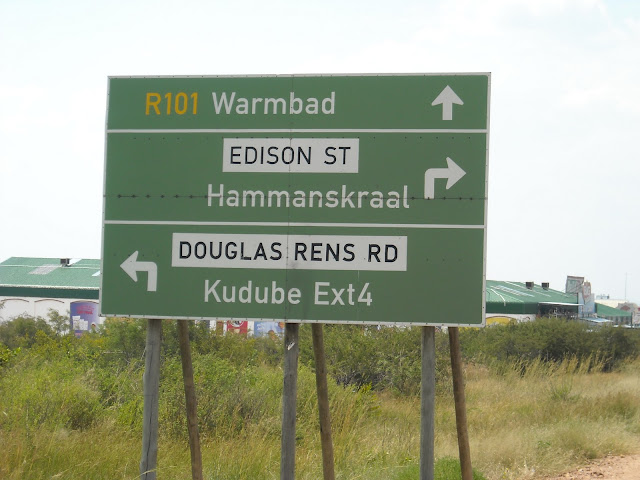 R101 Warmbad
EDISON ST
Hammanskraal
DOUGLAS RENS RD
Kudube Ext4